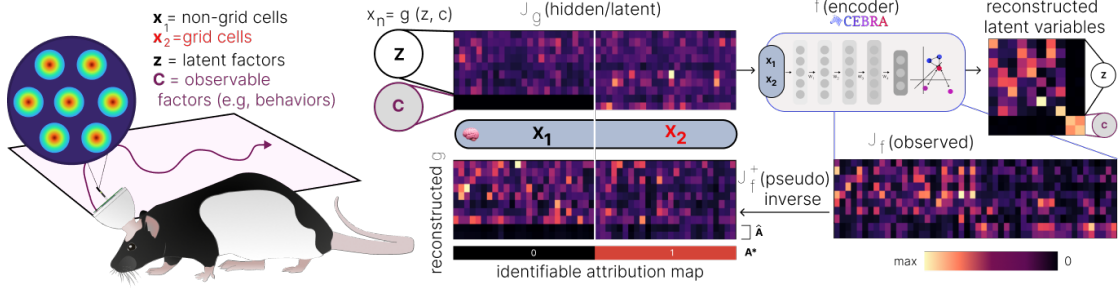 x₁ = non-grid cells
x₂ =grid cells
z = latent factors
C = observable
factors (e.g, behaviors)
xₙ= g (z, c)
z
C
J_g (hidden/latent)
x₁
x₂
reconstructed g
0
1
Â
A*
identifiable attribution map
f (encoder)
CEBRA
x₁
x₂
reconstructed
latent variables
z
C
J_f (observed)
J_f⁺ (pseudo)
inverse
max
0